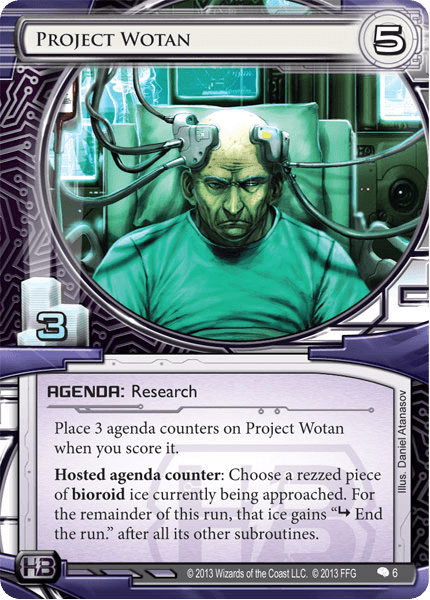 PROJECT WOTAN
5
3
AGENDA: Research
Place 3 agenda counters on Project Wotan
when you score it.
Hosted agenda counter: Choose a rezzed piece
of bioroid ice currently being approached. For
the remainder of this run, that ice gains “↳ End
the run.” after all its other subroutines.
Illus. Daniel Atanasov
HB
© 2013 Wizards of the Coast LLC. © 2013 FFG
6